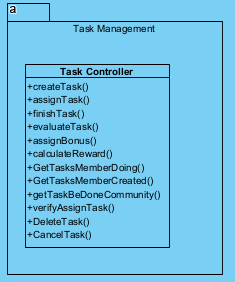 a
Task Management
Task Controller
+createTask()
+assignTask()
+finishTask()
+evaluateTask()
+assignBonus()
+calculateReward()
+GetTasksMemberDoing()
+GetTasksMemberCreated()
+getTaskBeDoneCommunity()
+verifyAssignTask()
+DeleteTask()
+CancelTask()